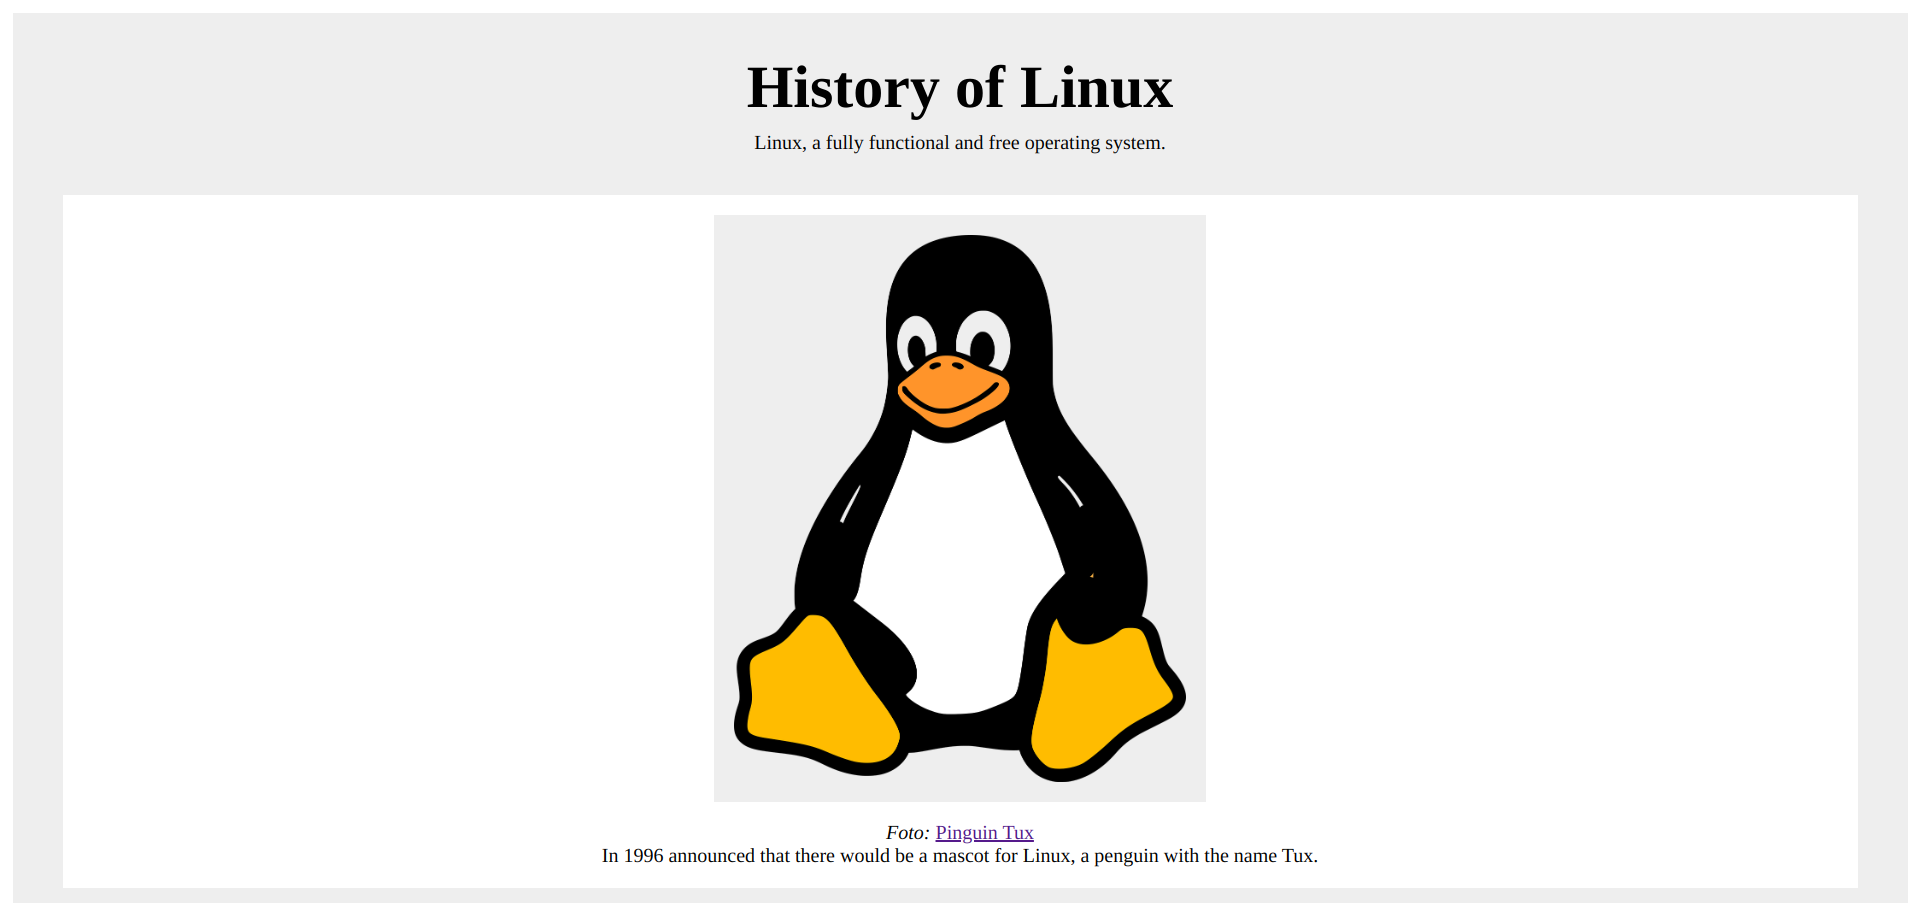 History of Linux
Linux, a fully functional and free operating system.
Foto: Pinguin Tux
In 1996 announced that there would be a mascot for Linux, a penguin with the name Tux.